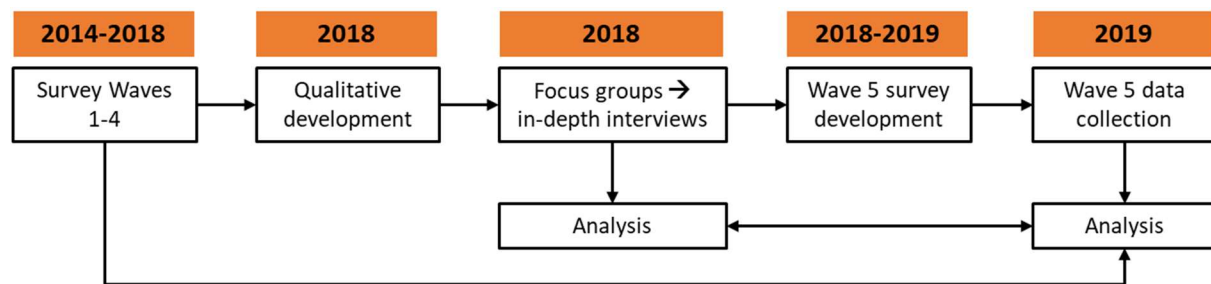 2014-2018
2018
2018
2018-2019
2019
Survey Waves
1-4
Qualitative
development
Focus groups →
in-depth interviews
Wave 5 survey
development
Wave 5 data
collection
Analysis
Analysis